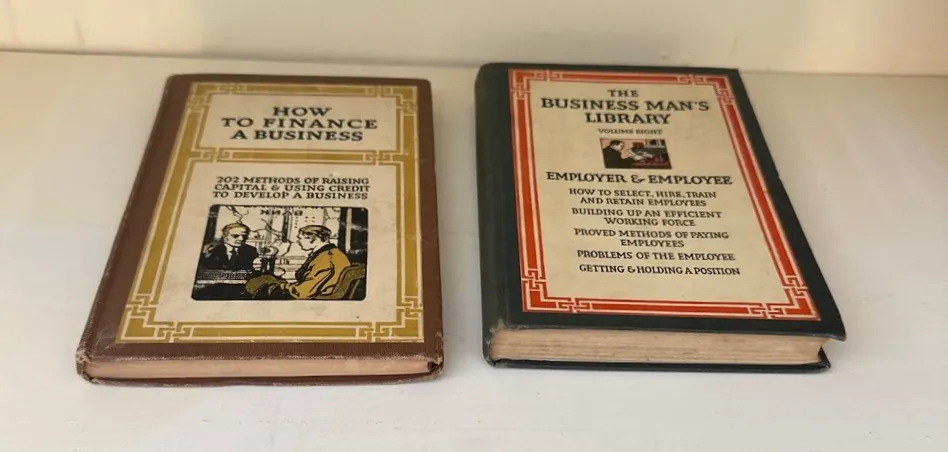 HOW
TO FINANCE
A BUSINESS
202 METHODS OF RAISING
CAPITAL & USING CREDIT
TO DEVELOP A BUSINESS
THE
BUSINESS MAN'S
LIBRARY
VOLUME EIGHT
EMPLOYER & EMPLOYEE
HOW TO SELECT, HIRE, TRAIN
AND RETAIN EMPLOYEES
BUILDING UP AN EFFICIENT
WORKING FORCE
PROVED METHODS OF PAYING
EMPLOYEES
PROBLEMS OF THE EMPLOYEE
GETTING & HOLDING A POSITION